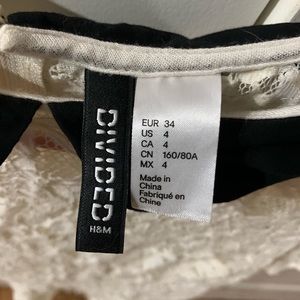 DIVIDED
H&M
EUR 34
US 4
CA 4
CN 160/80A
MX 4
Made in
China
Fabriqué en
Chine